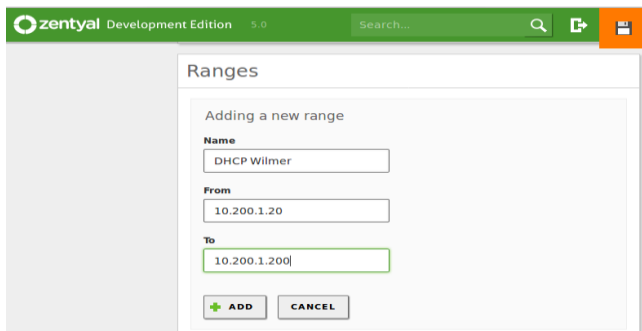 zentyal Development Edition 5.0 Search...
Ranges
Adding a new range
Name
DHCP Wilmer
From
10.200.1.20
To
10.200.1.200
ADD CANCEL